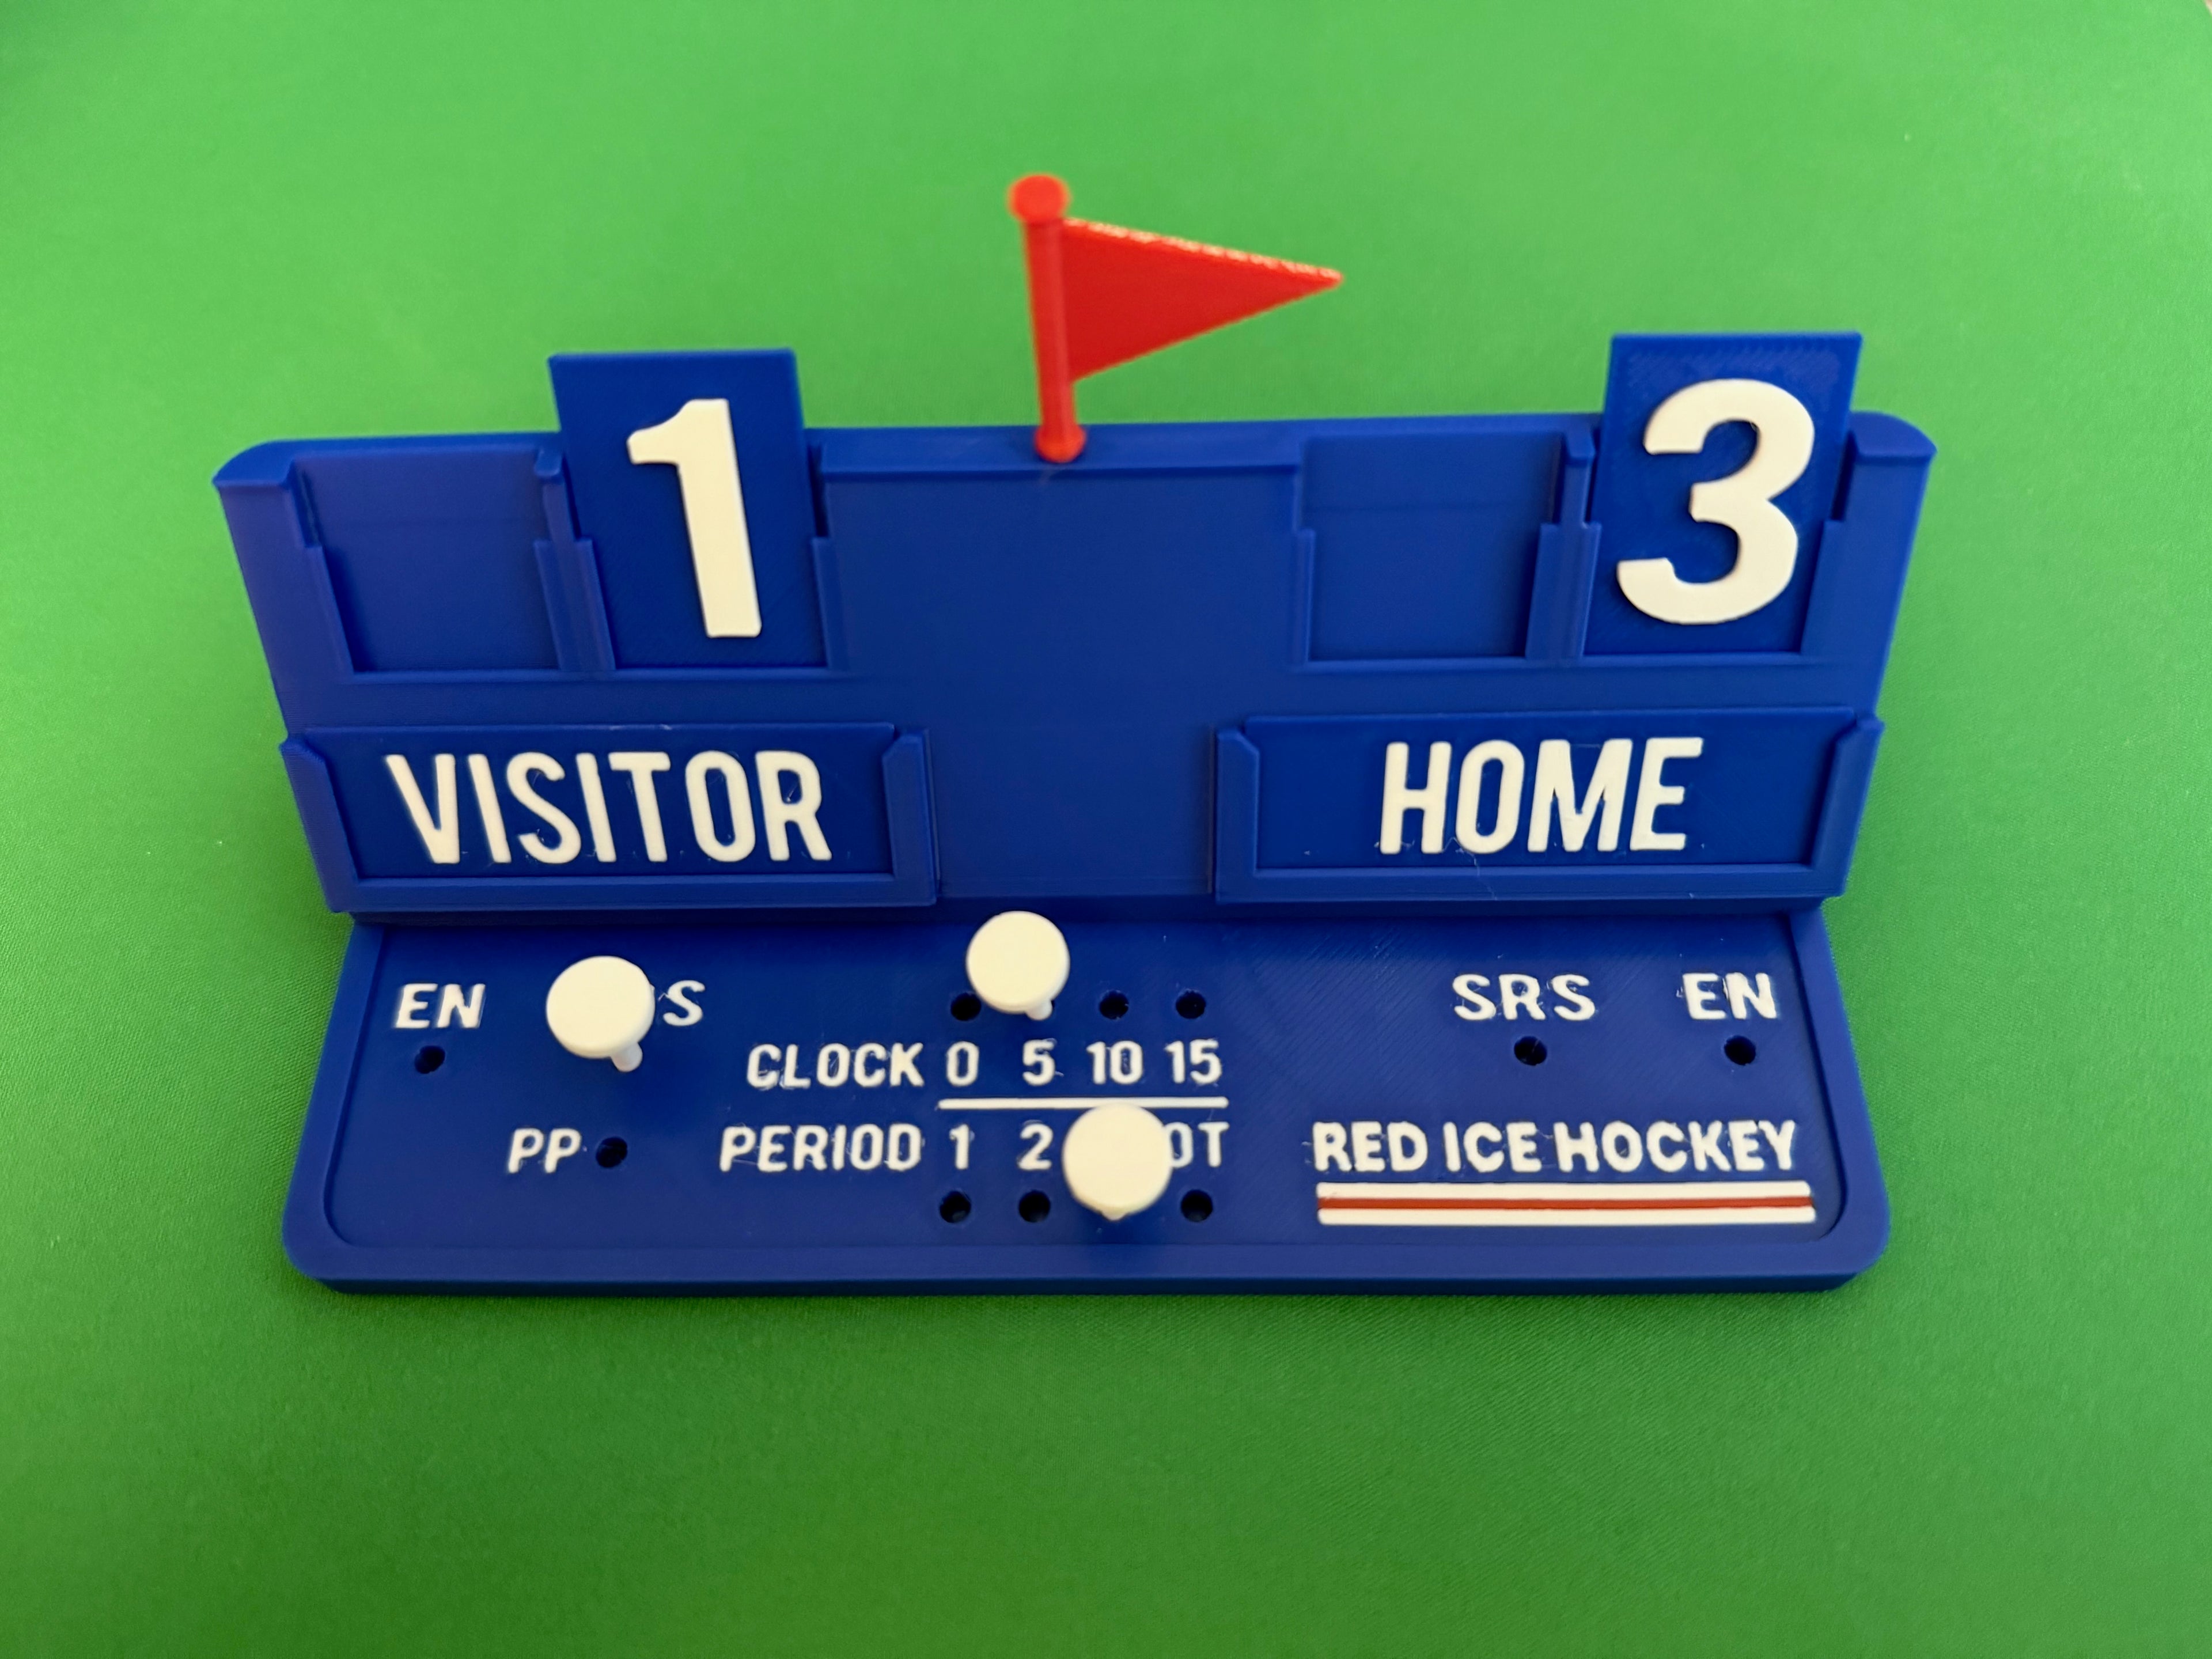 1 3
VISITOR HOME
EN S SRS EN
CLOCK 0 5 10 15
PP PERIOD 1 2 OT
RED ICE HOCKEY